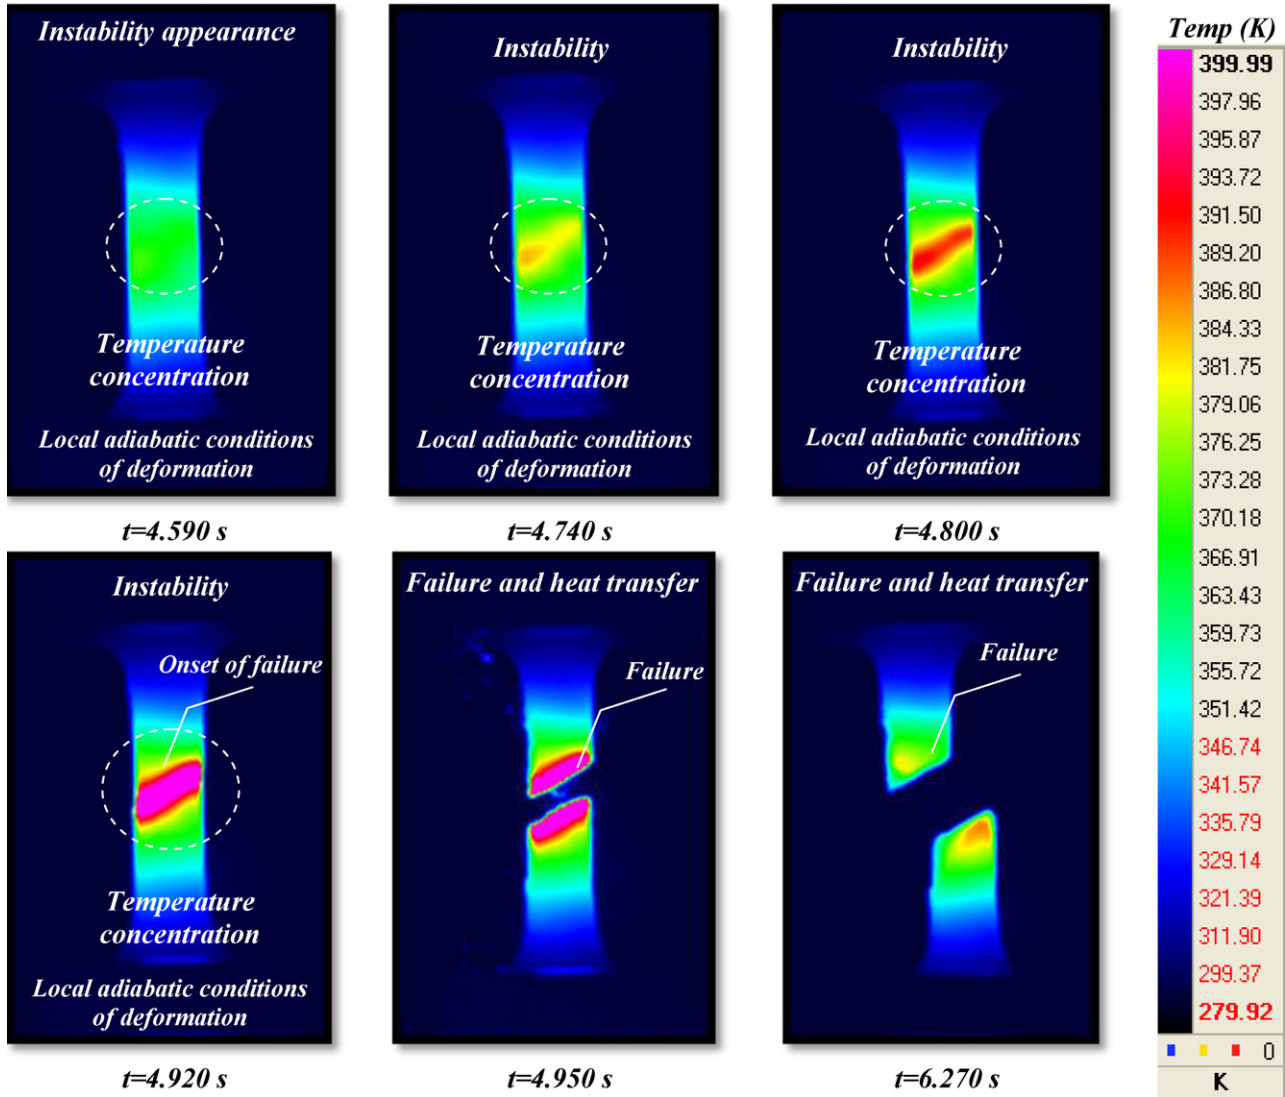 Instability appearance
Temperature
concentration
Local adiabatic conditions
of deformation
t=4.590 s
Instability
Temperature
concentration
Local adiabatic conditions
of deformation
t=4.740 s
Instability
Temperature
concentration
Local adiabatic conditions
of deformation
t=4.800 s
Instability
Onset of failure
Temperature
concentration
Local adiabatic conditions
of deformation
t=4.920 s
Failure and heat transfer
Failure
t=4.950 s
Failure and heat transfer
Failure
t=6.270 s
Temp (K)
399.99
397.96
395.87
393.72
391.50
389.20
386.80
384.33
381.75
379.06
376.25
373.28
370.18
366.91
363.43
359.73
355.72
351.42
346.74
341.57
335.79
329.14
321.39
311.90
299.37
279.92
0
K